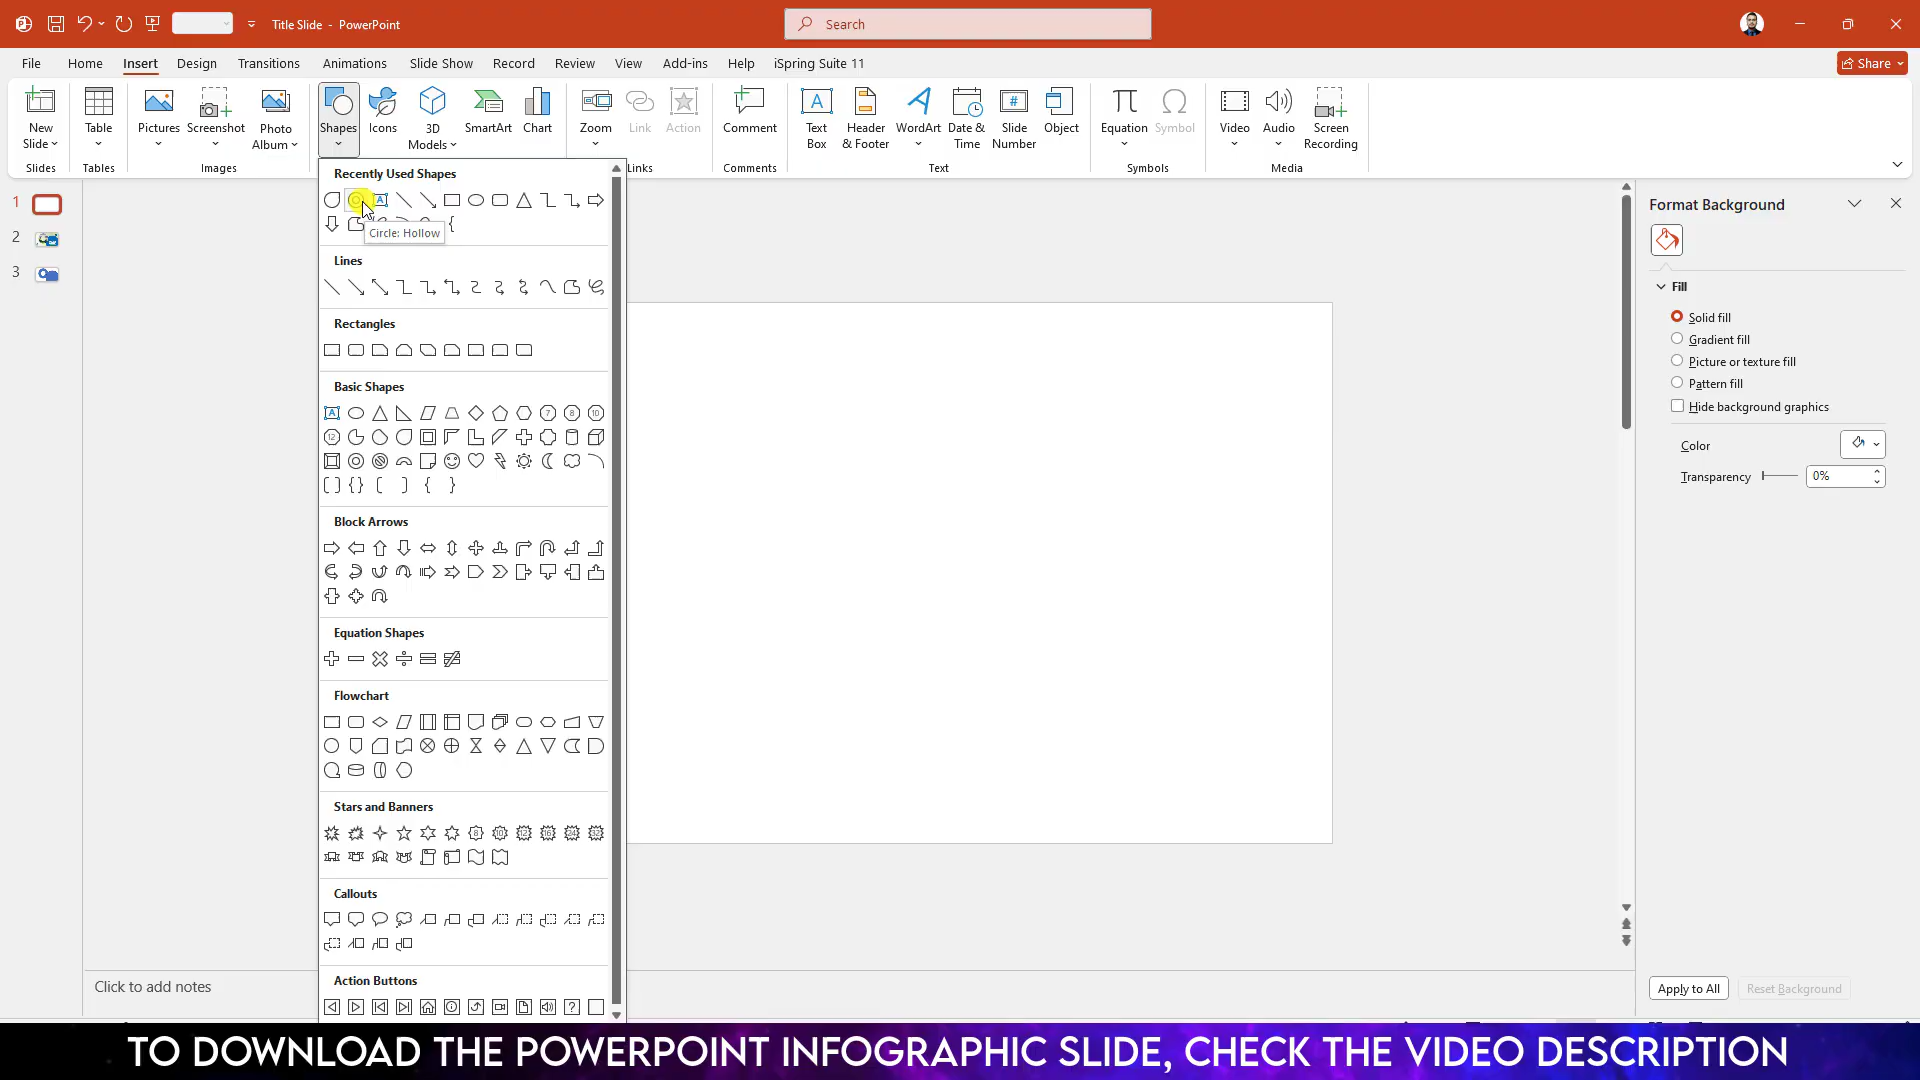 Title Slide - PowerPoint
Search
File Home Insert Design Transitions Animations Slide Show Record Review View Add-ins Help iSpring Suite 11
Share
New Slide
Table
Pictures
Screenshot
Photo Album
Shapes
Icons
3D Models
SmartArt
Chart
Zoom
Link
Action
Comment
Text Box
Header & Footer
WordArt
Date & Time
Slide Number
Object
Equation
Symbol
Video
Audio
Screen Recording
Slides
Tables
Images
Links
Comments
Text
Symbols
Media
1
2
3
Recently Used Shapes
Circle: Hollow
Lines
Rectangles
Basic Shapes
Block Arrows
Equation Shapes
Flowchart
Stars and Banners
Callouts
Action Buttons
Format Background
Fill
Solid fill
Gradient fill
Picture or texture fill
Pattern fill
Hide background graphics
Color
Transparency 0%
Click to add notes
Apply to All
Reset Background
TO DOWNLOAD THE POWERPOINT INFOGRAPHIC SLIDE, CHECK THE VIDEO DESCRIPTION